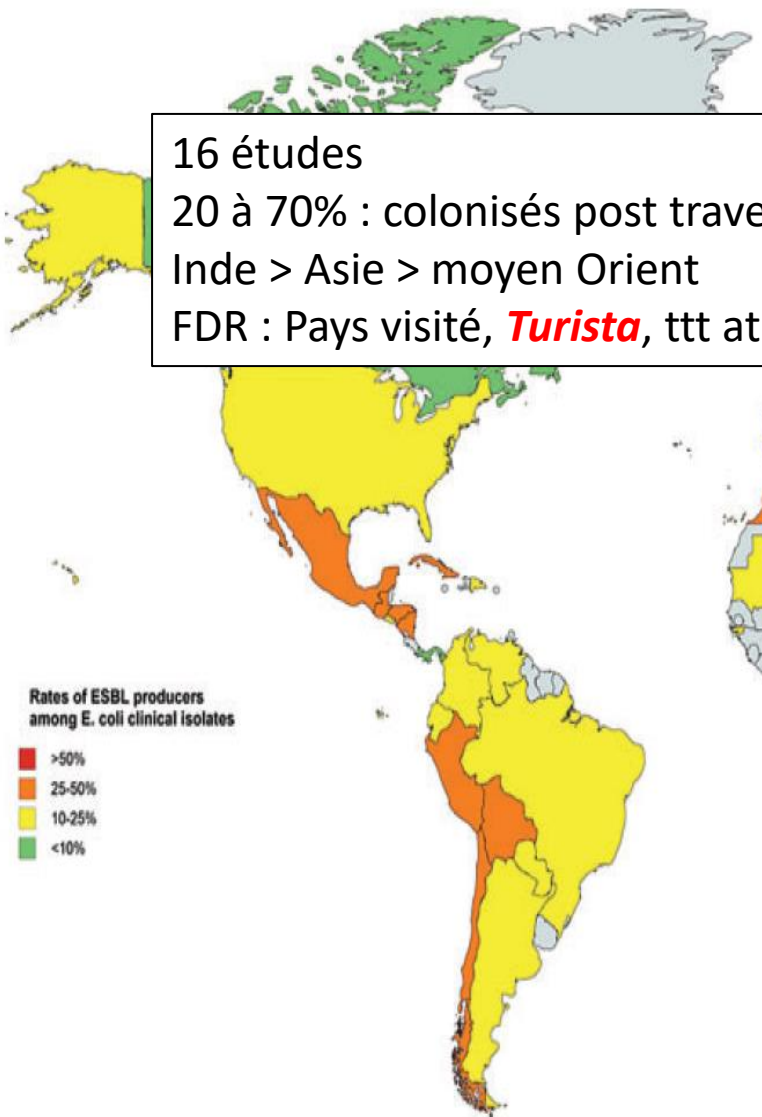 16 études
20 à 70% : colonisés post trave
Inde > Asie > moyen Orient
FDR : Pays visité, Turista, ttt at
Rates of ESBL producers
among E. coli clinical isolates
>50%
25-50%
10-25%
<10%